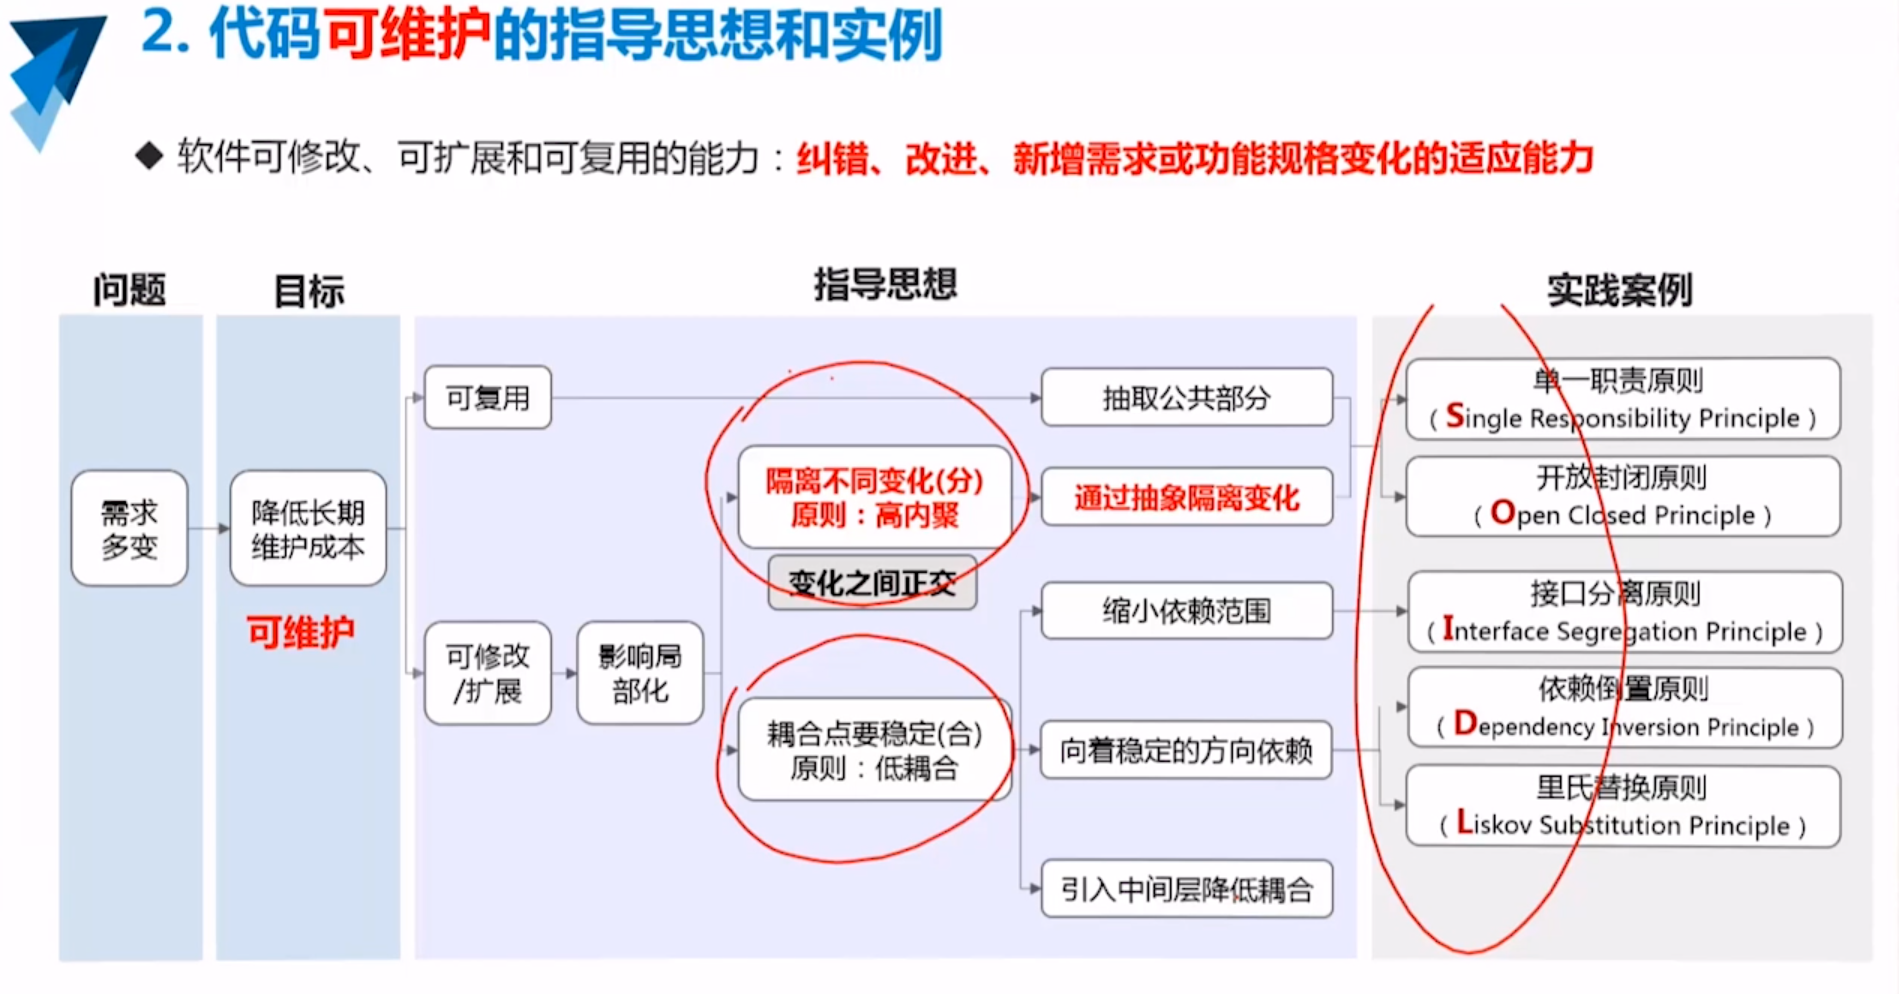 2. 代码可维护的指导思想和实例
◆ 软件可修改、可扩展和可复用的能力：纠错、改进、新增需求或功能规格变化的适应能力
问题
目标
指导思想
实践案例
需求
多变
降低长期
维护成本
可维护
可复用
可修改
/扩展
影响局
部化
隔离不同变化(分)
原则：高内聚
变化之间正交
耦合点要稳定(合)
原则：低耦合
抽取公共部分
通过抽象隔离变化
缩小依赖范围
向着稳定的方向依赖
引入中间层降低耦合
单一职责原则
（Single Responsibility Principle）
开放封闭原则
（Open Closed Principle）
接口分离原则
（Interface Segregation Principle）
依赖倒置原则
（Dependency Inversion Principle）
里氏替换原则
（Liskov Substitution Principle）